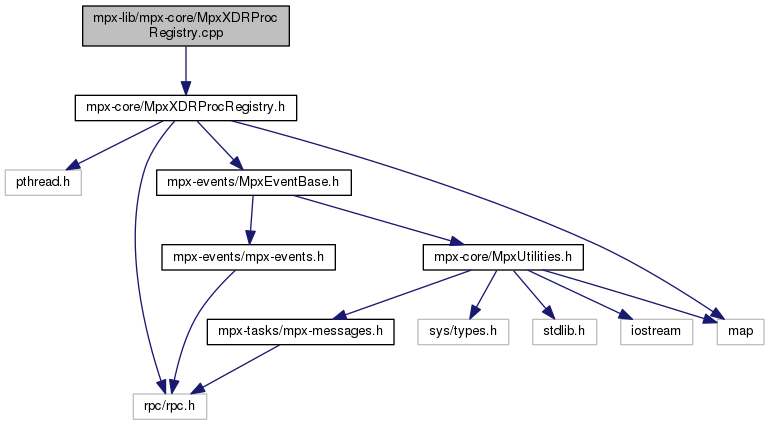 mpx-lib/mpx-core/MpxXDRProc
Registry.cpp
mpx-core/MpxXDRProcRegistry.h
pthread.h
mpx-events/MpxEventBase.h
mpx-events/mpx-events.h
mpx-core/MpxUtilities.h
mpx-tasks/mpx-messages.h
sys/types.h
stdlib.h
iostream
map
rpc/rpc.h